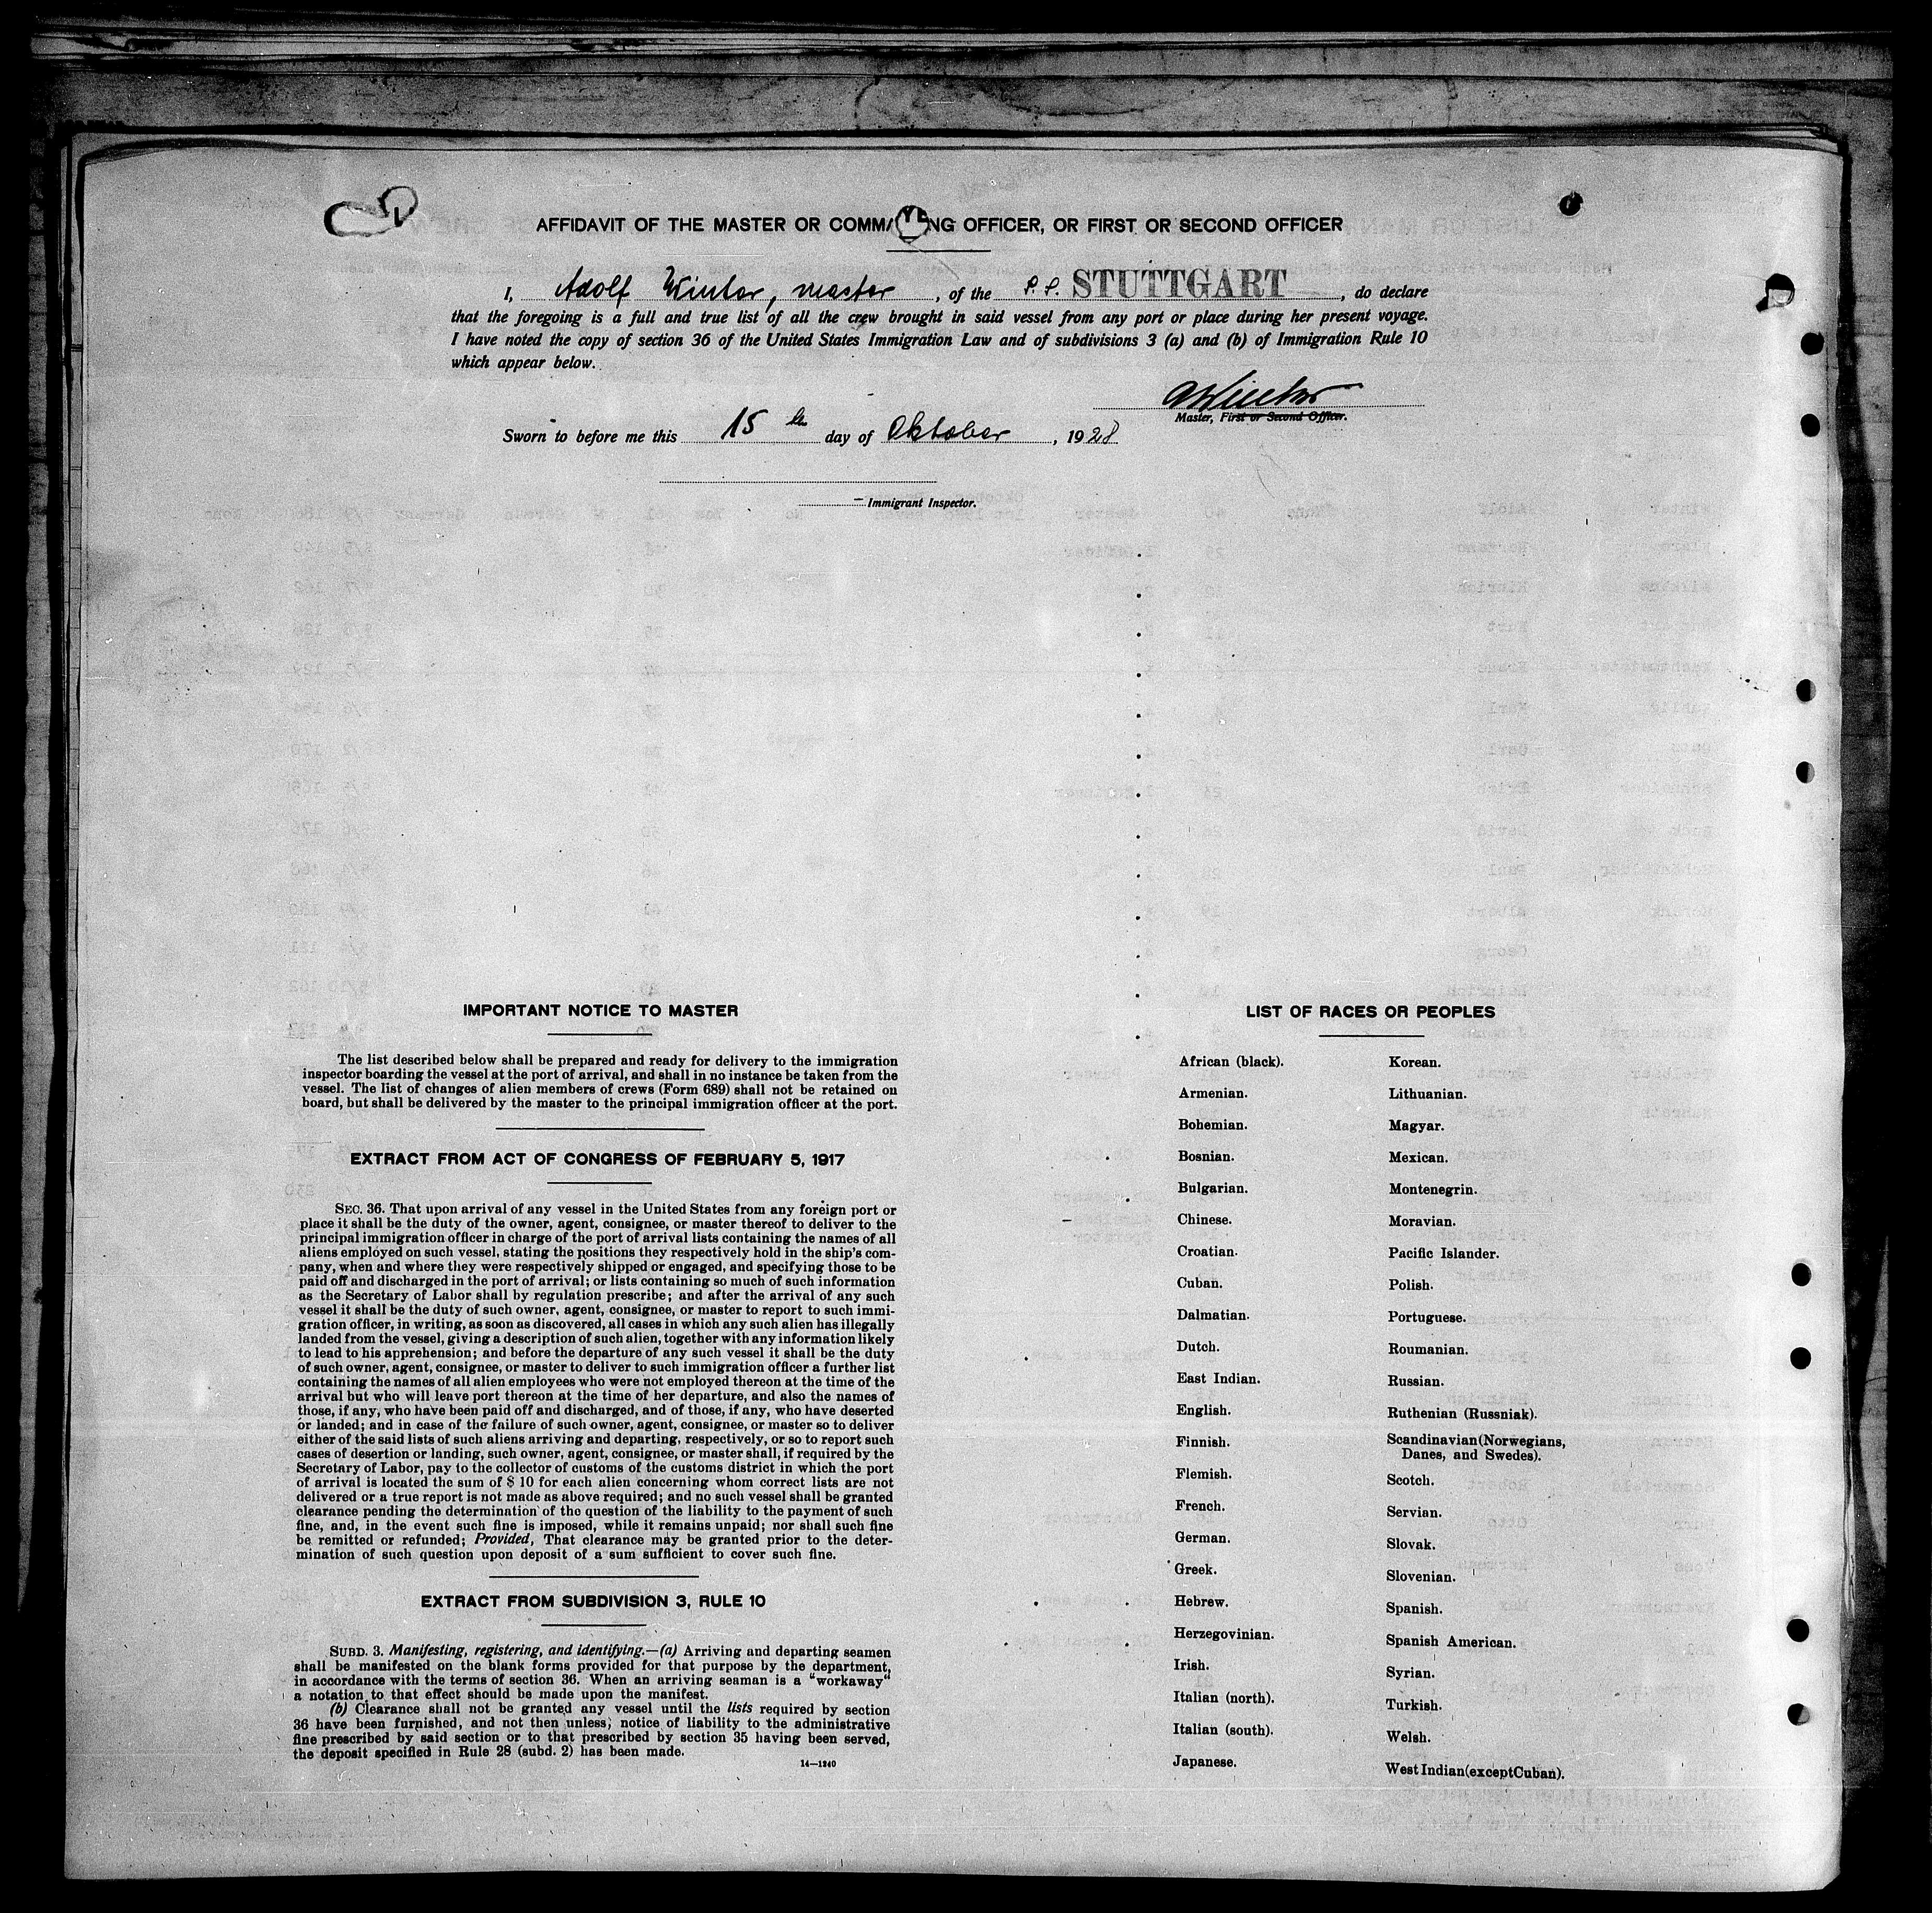 AFFIDAVIT OF THE MASTER OR COMMA NG OFFICER, OR FIRST OR SECOND OFFICER
I, Adolf Winter, master, of the S. S. STUTTGART, do declare
that the foregoing is a full and true list of all the crew brought in said vessel from any port or place during her present voyage.
I have noted the copy of section 36 of the United States Immigration Law and of subdivisions 3 (a) and (b) of Immigration Rule 10
which appear below.
AWinter
Master, First or Second Officer.
Sworn to before me this 15 th day of Oktober, 1928
Immigrant Inspector.
IMPORTANT NOTICE TO MASTER
The list described below shall be prepared and ready for delivery to the immigration
inspector boarding the vessel at the port of arrival, and shall in no instance be taken from the
vessel. The list of changes of alien members of crews (Form 689) shall not be retained on
board, but shall be delivered by the master to the principal immigration officer at the port.
EXTRACT FROM ACT OF CONGRESS OF FEBRUARY 5, 1917
SEC. 36. That upon arrival of any vessel in the United States from any foreign port or
place it shall be the duty of the owner, agent, consignee, or master thereof to deliver to the
principal immigration officer in charge of the port of arrival lists containing the names of all
aliens employed on such vessel, stating the positions they respectively hold in the ship's com-
pany, when and where they were respectively shipped or engaged, and specifying those to be
paid off and discharged in the port of arrival; or lists containing so much of such information
as the Secretary of Labor shall by regulation prescribe; and after the arrival of any such
vessel it shall be the duty of such owner, agent, consignee, or master to report to such immi-
gration officer, in writing, as soon as discovered, all cases in which any such alien has illegally
landed from the vessel, giving a description of such alien, together with any information likely
to lead to his apprehension; and before the departure of any such vessel it shall be the duty
of such owner, agent, consignee, or master to deliver to such immigration officer a further list
containing the names of all alien employees who were not employed thereon at the time of the
arrival but who will leave port thereon at the time of her departure, and also the names of
those, if any, who have been paid off and discharged, and of those, if any, who have deserted
or landed; and in case of the failure of such owner, agent, consignee, or master so to deliver
either of the said lists of such aliens arriving and departing, respectively, or so to report such
cases of desertion or landing, such owner, agent, consignee, or master shall, if required by the
Secretary of Labor, pay to the collector of customs of the customs district in which the port
of arrival is located the sum of $ 10 for each alien concerning whom correct lists are not
delivered or a true report is not made as above required; and no such vessel shall be granted
clearance pending the determination of the question of the liability to the payment of such
fine, and, in the event such fine is imposed, while it remains unpaid; nor shall such fine
be remitted or refunded; Provided, That clearance may be granted prior to the deter-
mination of such question upon deposit of a sum sufficient to cover such fine.
EXTRACT FROM SUBDIVISION 3, RULE 10
SUBD. 3. Manifesting, registering, and identifying.—(a) Arriving and departing seamen
shall be manifested on the blank forms provided for that purpose by the department,
in accordance with the terms of section 36. When an arriving seaman is a "workaway"
a notation to that effect should be made upon the manifest.
(b) Clearance shall not be granted any vessel until the lists required by section
36 have been furnished, and not then unless, notice of liability to the administrative
fine prescribed by said section or to that prescribed by section 35 having been served,
the deposit specified in Rule 28 (subd. 2) has been made.
14—1240
LIST OF RACES OR PEOPLES
African (black).
Armenian.
Bohemian.
Bosnian.
Bulgarian.
Chinese.
Croatian.
Cuban.
Dalmatian.
Dutch.
East Indian.
English.
Finnish.
Flemish.
French.
German.
Greek.
Hebrew.
Herzegovinian.
Irish.
Italian (north).
Italian (south).
Japanese.
Korean.
Lithuanian.
Magyar.
Mexican.
Montenegrin.
Moravian.
Pacific Islander.
Polish.
Portuguese.
Roumanian.
Russian.
Ruthenian (Russniak).
Scandinavian (Norwegians,
Danes, and Swedes).
Scotch.
Servian.
Slovak.
Slovenian.
Spanish.
Spanish American.
Syrian.
Turkish.
Welsh.
West Indian (except Cuban).